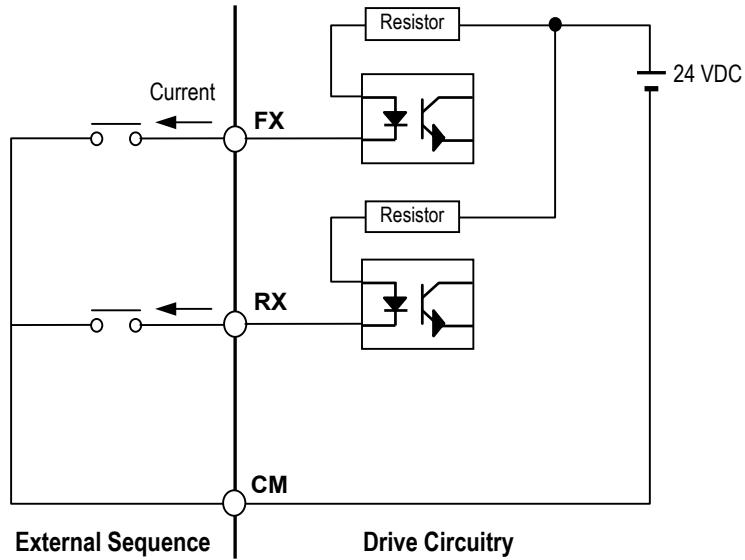 Resistor
24 VDC
Current
FX
Resistor
RX
CM
External Sequence
Drive Circuitry